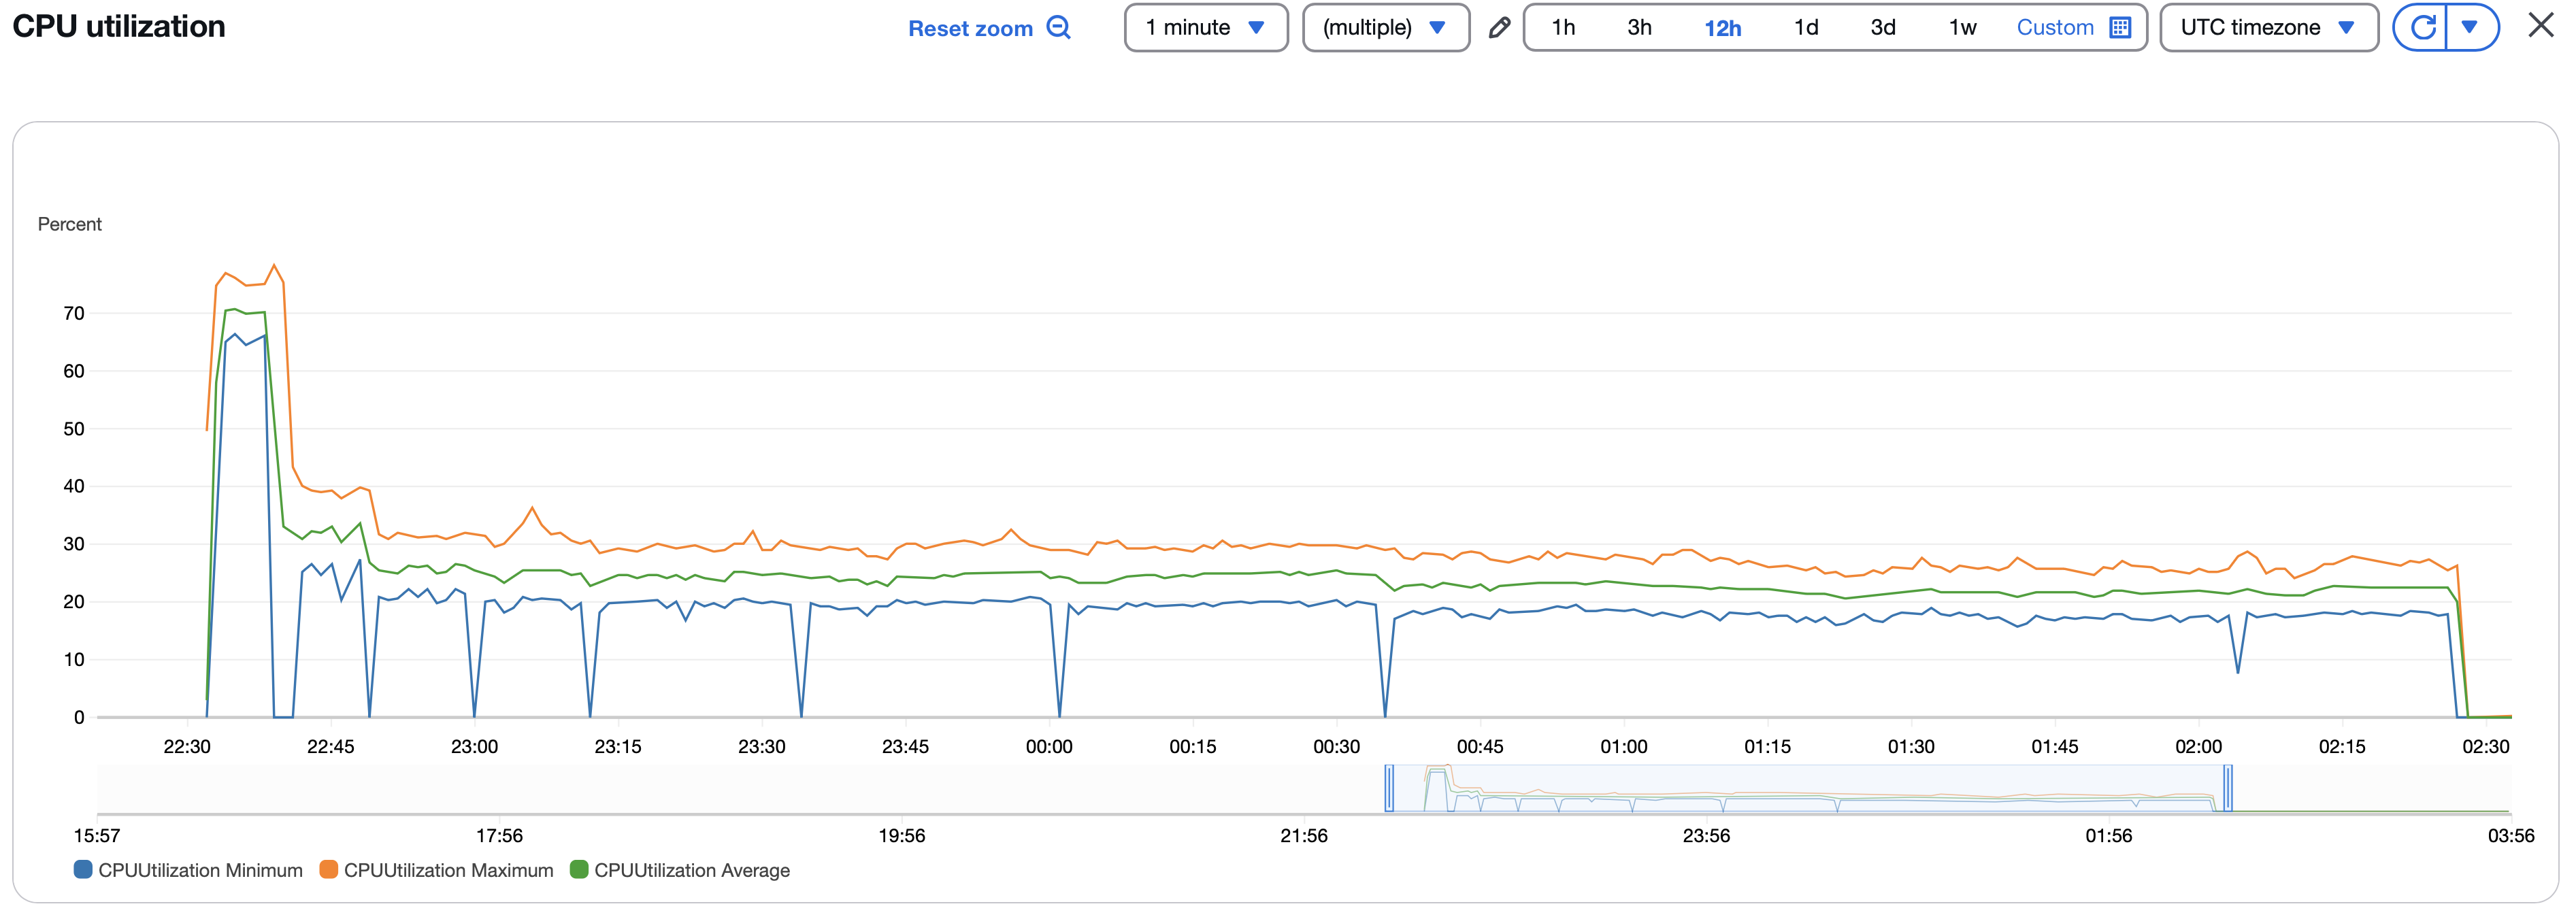 CPU utilization
Reset zoom
1 minute
(multiple)
1h 3h 12h 1d 3d 1w Custom
UTC timezone
Percent
70
60
50
40
30
20
10
0
22:30 22:45 23:00 23:15 23:30 23:45 00:00 00:15 00:30 00:45 01:00 01:15 01:30 01:45 02:00 02:15 02:30
15:57 17:56 19:56 21:56 23:56 01:56 03:56
CPUUtilization Minimum CPUUtilization Maximum CPUUtilization Average